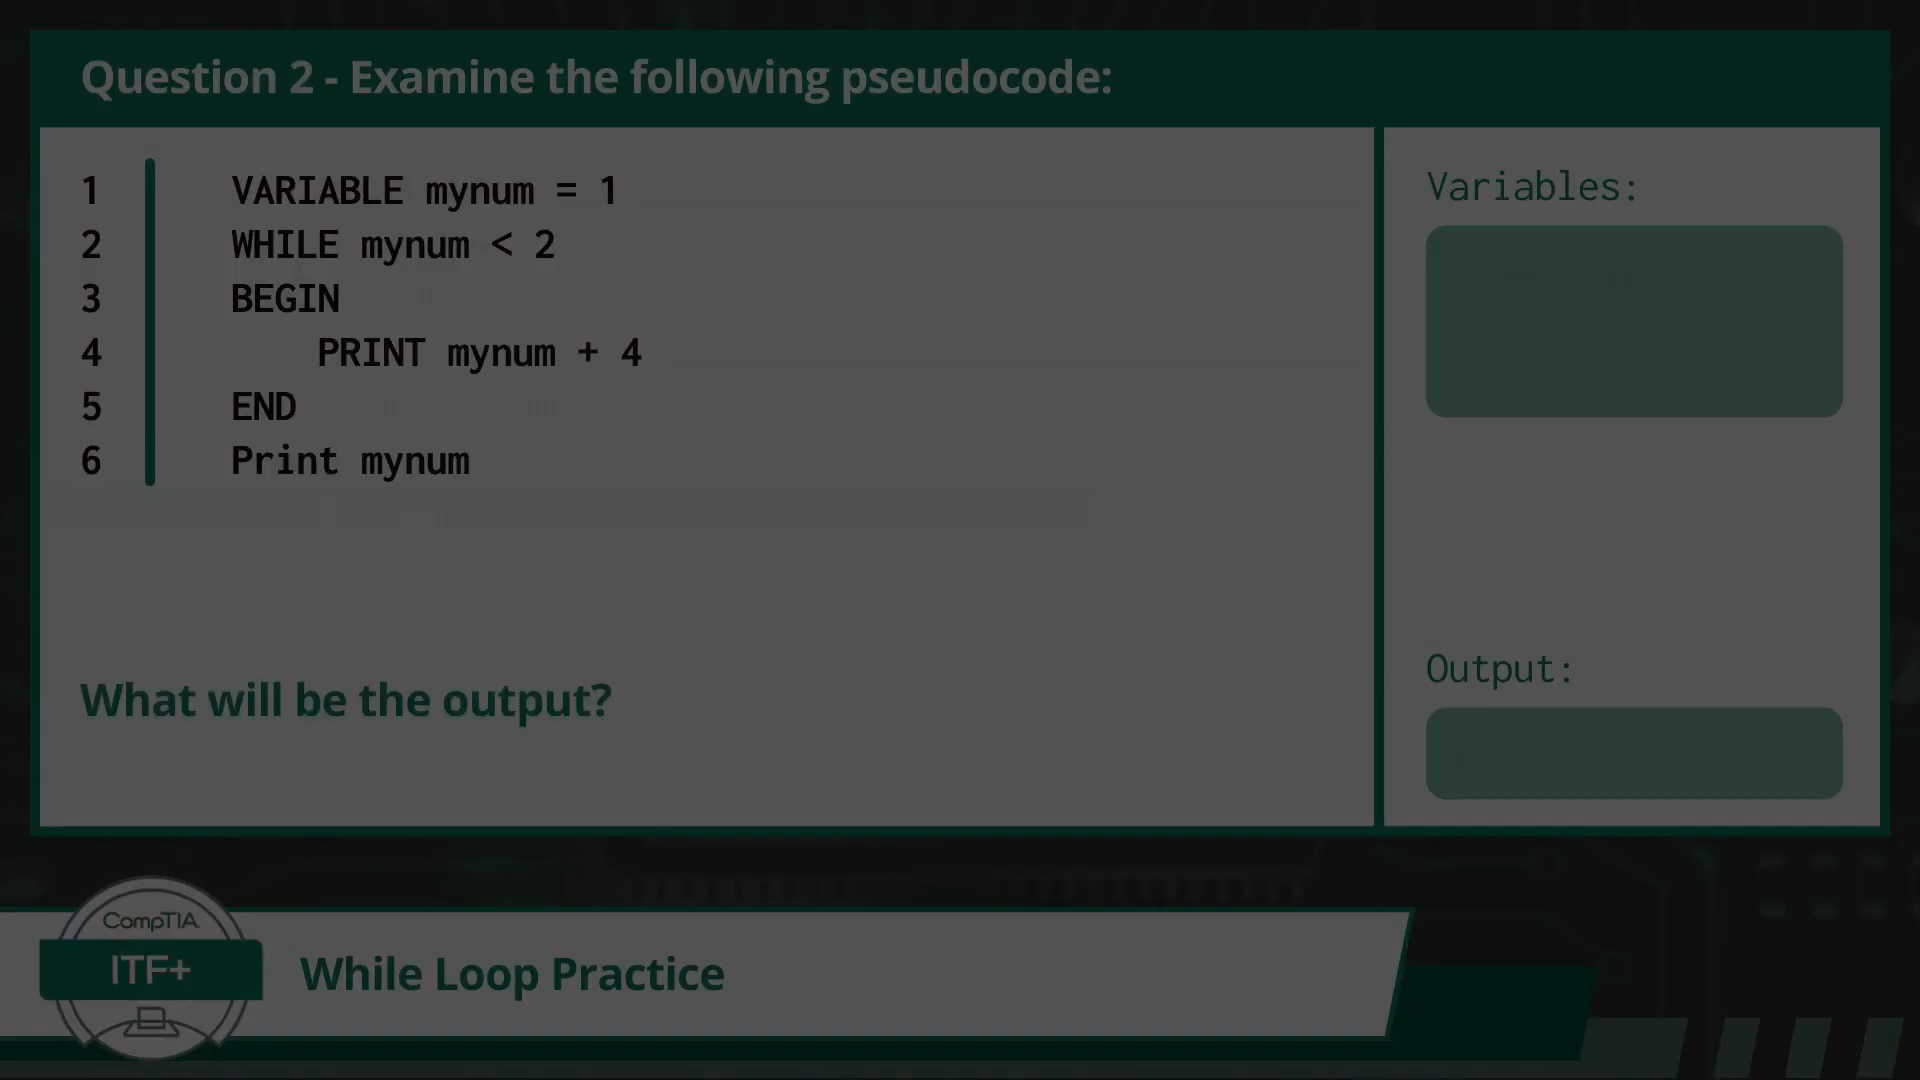 Question 2 - Examine the following pseudocode:
1 VARIABLE mynum = 1
2 WHILE mynum < 2
3 BEGIN
4 PRINT mynum + 4
5 END
6 Print mynum
What will be the output?
Variables:
Output:
CompTIA
ITF+
While Loop Practice